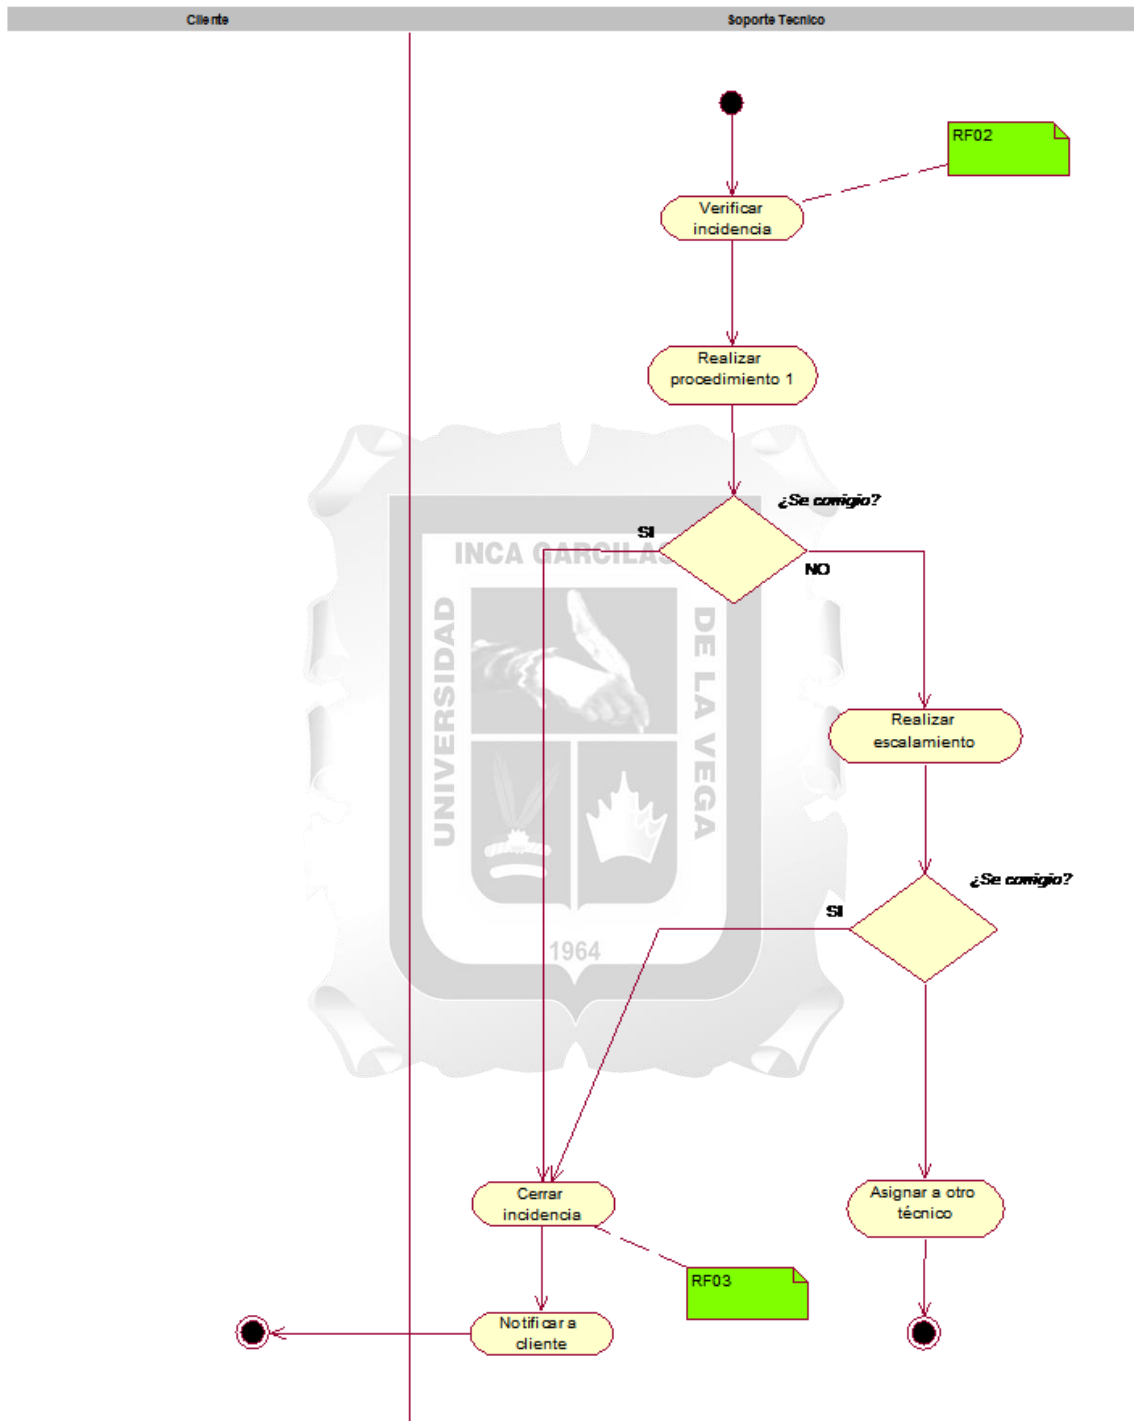 Cliente
Soporte Tecnico
RF02
Verificar
incidencia
Realizar
procedimiento 1
¿Se corrigio?
SI
NO
INCA GARCILAS
UNIVERSIDAD
DE LA VEGA
1964
Realizar
escalamiento
¿Se corrigio?
SI
Cerrar
incidencia
Asignar a otro
técnico
RF03
Notificar a
cliente